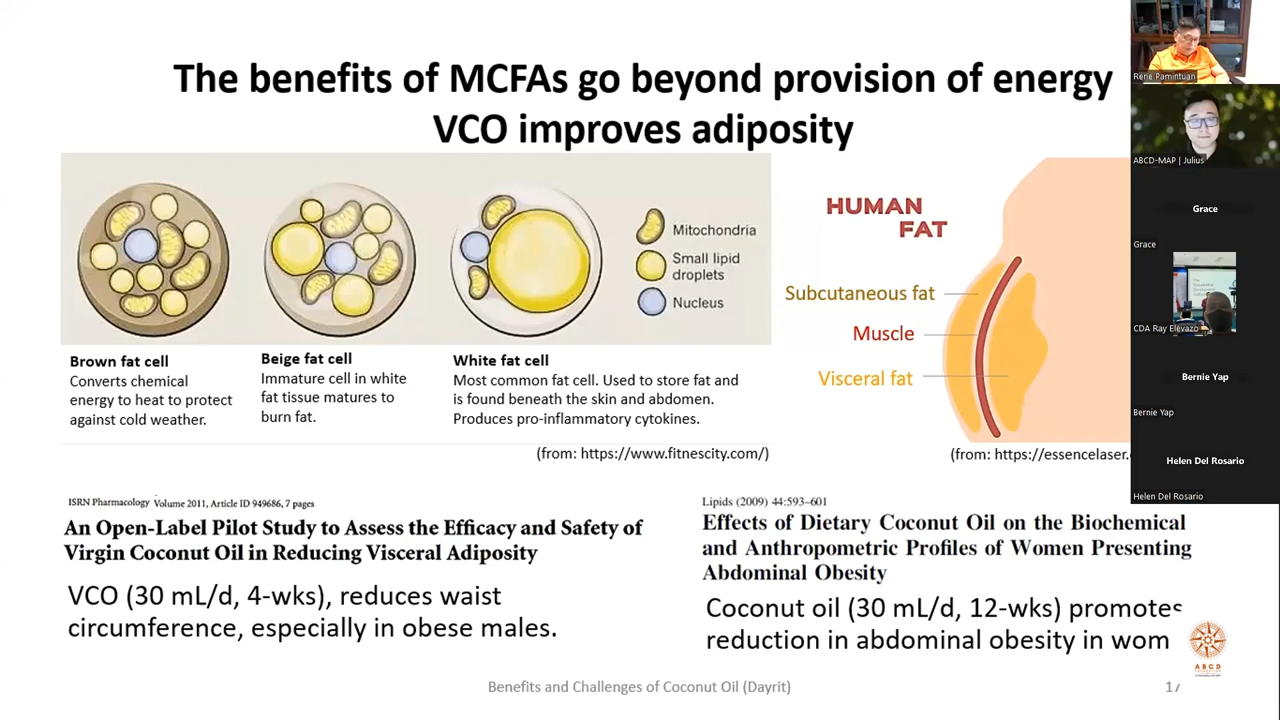 The benefits of MCFAs go beyond provision of energy
VCO improves adiposity
Mitochondria
Small lipid
droplets
Nucleus
Brown fat cell
Converts chemical
energy to heat to protect
against cold weather.
Beige fat cell
Immature cell in white
fat tissue matures to
burn fat.
White fat cell
Most common fat cell. Used to store fat and
is found beneath the skin and abdomen.
Produces pro-inflammatory cytokines.
(from: https://www.fitnescity.com/)
HUMAN
FAT
Subcutaneous fat
Muscle
Visceral fat
(from: https://essencelaser.
ISRN Pharmacology Volume 2011, Article ID 949686, 7 pages
An Open-Label Pilot Study to Assess the Efficacy and Safety of
Virgin Coconut Oil in Reducing Visceral Adiposity
VCO (30 mL/d, 4-wks), reduces waist
circumference, especially in obese males.
Lipids (2009) 44:593–601
Effects of Dietary Coconut Oil on the Biochemical
and Anthropometric Profiles of Women Presenting
Abdominal Obesity
Coconut oil (30 mL/d, 12-wks) promotes
reduction in abdominal obesity in wom
Benefits and Challenges of Coconut Oil (Dayrit)
17
ABCD
Rene Pamintuan
ABCD-MAP | Julius
Grace
Grace
CDA Ray Elevazo
Bernie Yap
Bernie Yap
Helen Del Rosario
Helen Del Rosario